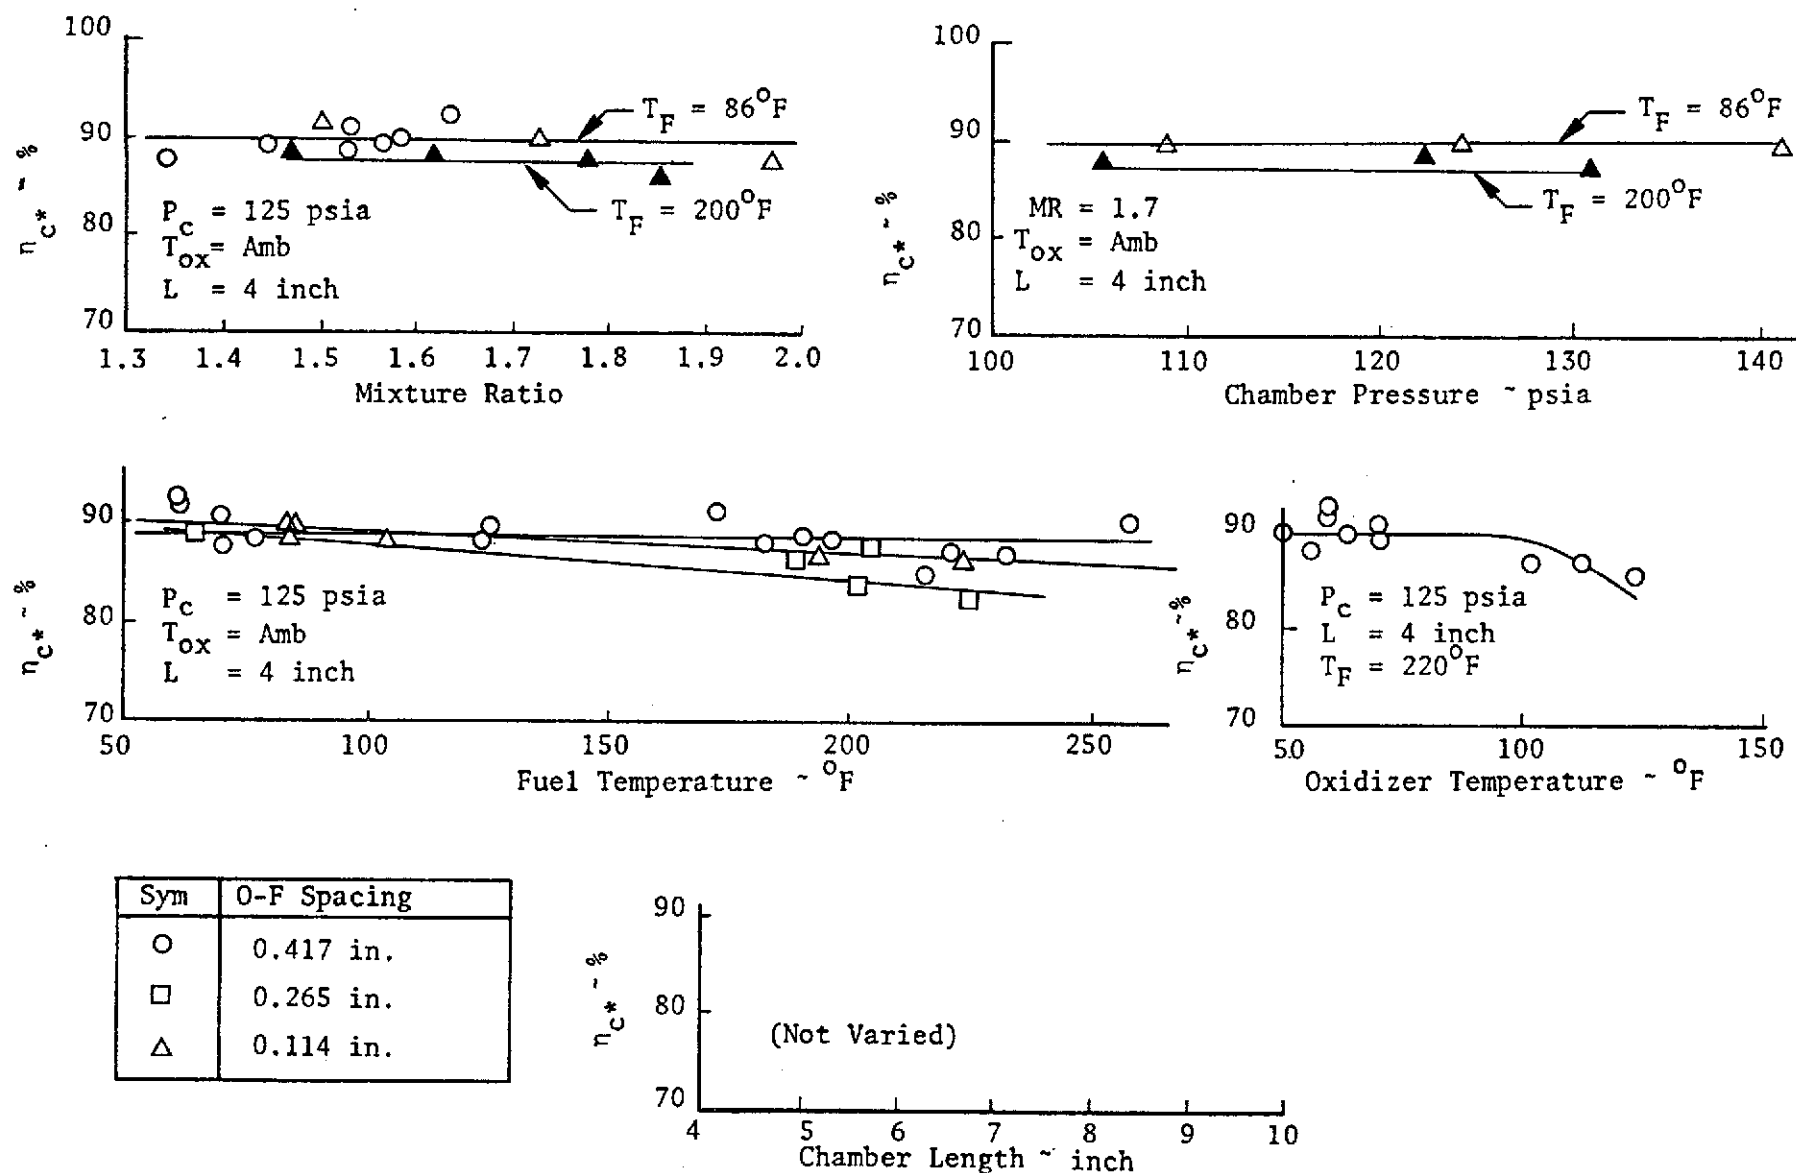 100
90
80
70
η_c* ~ %
T_F = 86°F
T_F = 200°F
P_c = 125 psia
T_ox = Amb
L = 4 inch
1.3 1.4 1.5 1.6 1.7 1.8 1.9 2.0
Mixture Ratio
100
90
80
70
η_c* ~ %
T_F = 86°F
T_F = 200°F
MR = 1.7
T_ox = Amb
L = 4 inch
100 110 120 130 140
Chamber Pressure ~ psia
90
80
70
η_c* ~ %
P_c = 125 psia
T_ox = Amb
L = 4 inch
50 100 150 200 250
Fuel Temperature ~ °F
90
80
70
η_c* ~ %
P_c = 125 psia
L = 4 inch
T_F = 220°F
50 100 150
Oxidizer Temperature ~ °F
Sym O-F Spacing
○ 0.417 in.
□ 0.265 in.
△ 0.114 in.
90
80
70
η_c* ~ %
(Not Varied)
4 5 6 7 8 9 10
Chamber Length ~ inch